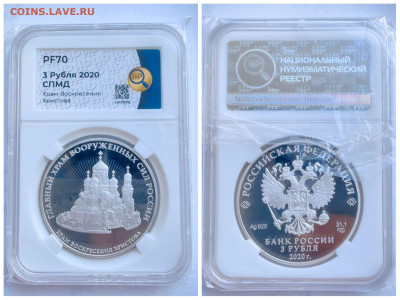 COINS.LAVE.RU
PF70
3 Рубля 2020
СПМД
Храм Воскресения
Христова
ГЛАВНЫЙ ХРАМ ВООРУЖЕННЫХ СИЛ РОССИИ
ХРАМ ВОСКРЕСЕНИЯ ХРИСТОВА
НАЦИОНАЛЬНЫЙ
НУМИЗМАТИЧЕСКИЙ
РЕЕСТР
РОССИЙСКАЯ ФЕДЕРАЦИЯ
Ag 925
31,1
БАНК РОССИИ
3 РУБЛЯ
2020 г.